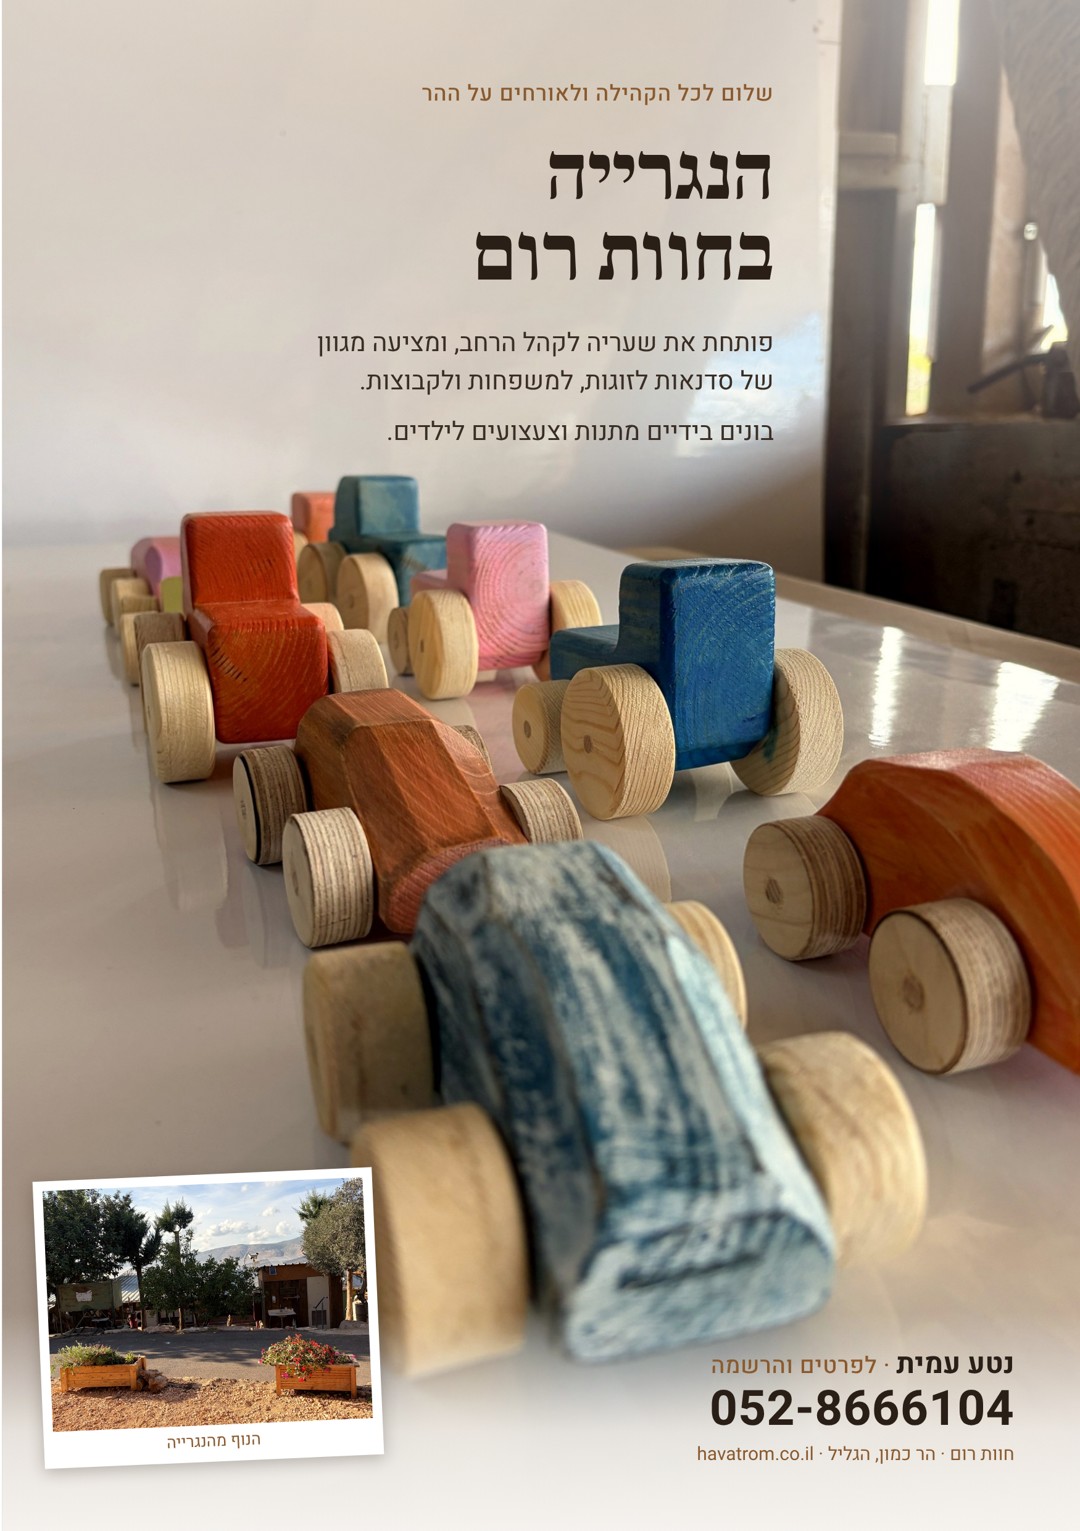 שלום לכל הקהילה ולאורחים על ההר
הנגרייה
בחוות רום
פותחת את שעריה לקהל הרחב, ומציעה מגוון
של סדנאות לזוגות, למשפחות ולקבוצות.
בונים בידיים מתנות וצעצועים לילדים.
הנוף מהנגרייה
נטע עמית · לפרטים והרשמה
052-8666104
חוות רום · הר כמון, הגליל · havatrom.co.il